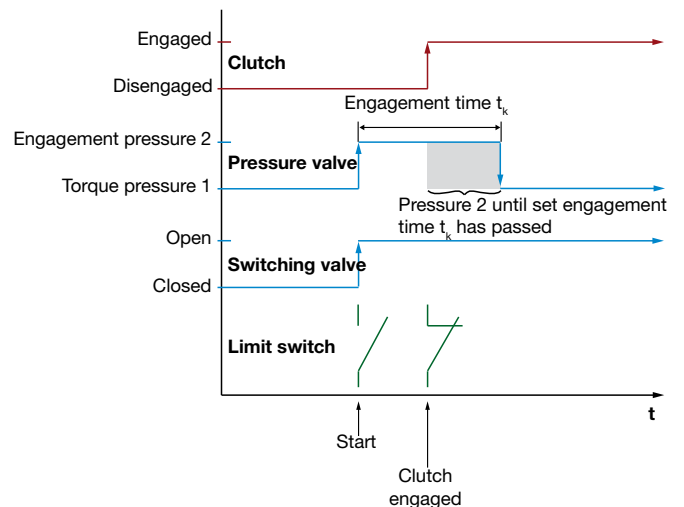 Engaged
Clutch
Disengaged
Engagement time tk
Engagement pressure 2
Pressure valve
Torque pressure 1
Pressure 2 until set engagement
time tk has passed
Open
Switching valve
Closed
Limit switch
t
Start
Clutch
engaged